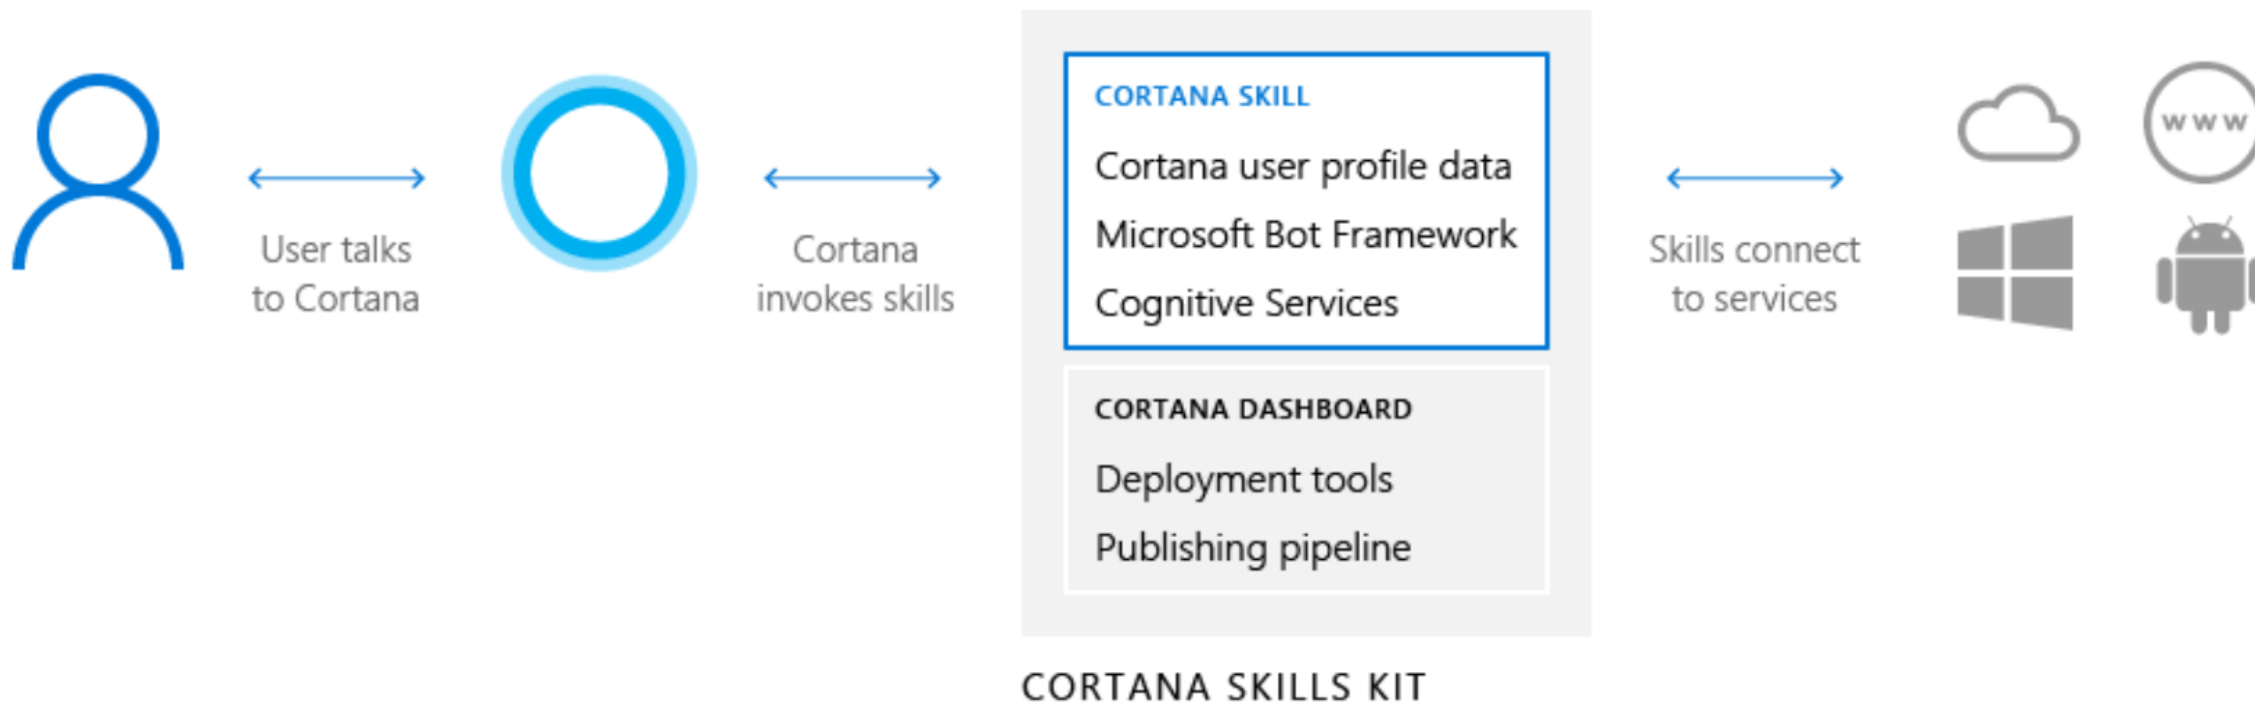 User talks
to Cortana
Cortana
invokes skills
CORTANA SKILL
Cortana user profile data
Microsoft Bot Framework
Cognitive Services
CORTANA DASHBOARD
Deployment tools
Publishing pipeline
CORTANA SKILLS KIT
Skills connect
to services
www